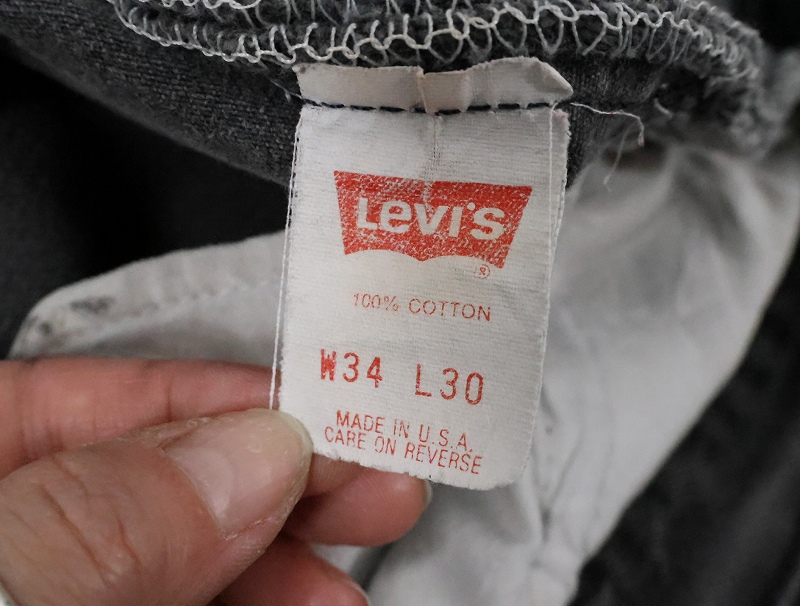 Levi's
®
100% COTTON
W34 L30
MADE IN U.S.A.
CARE ON REVERSE